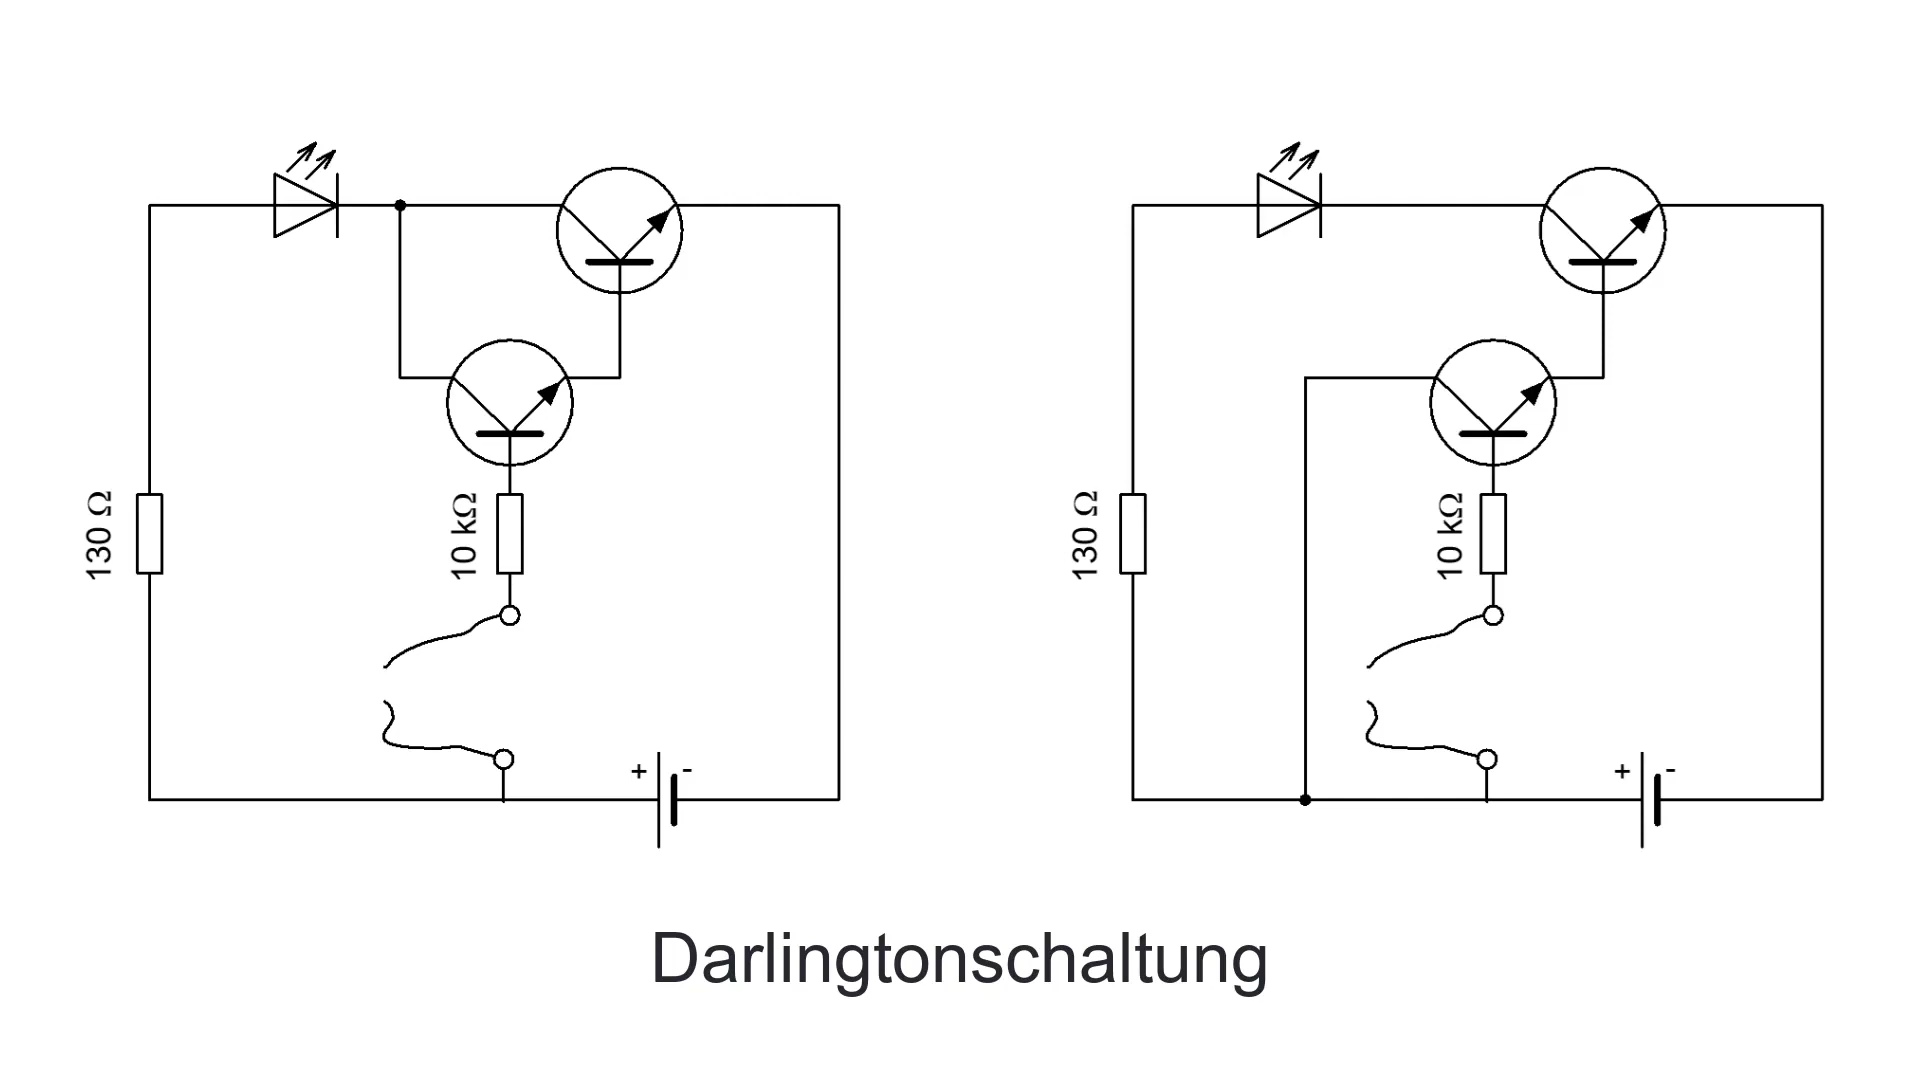 130 Ω
10 kΩ
+ -
130 Ω
10 kΩ
+ -
Darlingtonschaltung